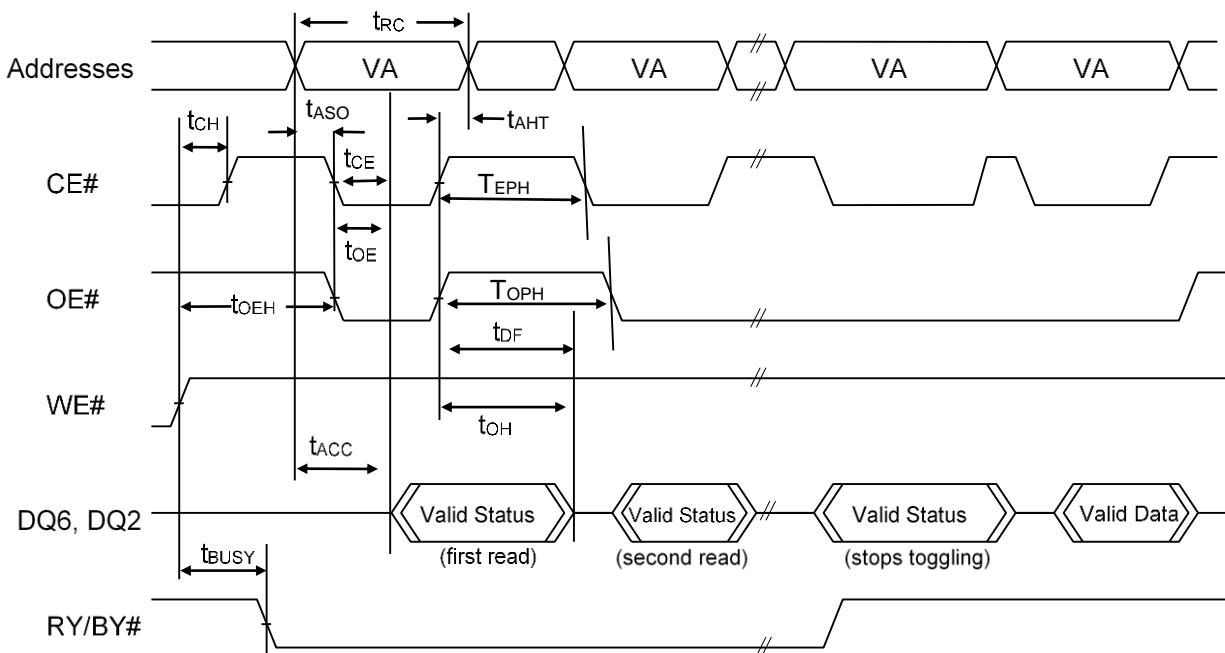 tRC
Addresses VA VA VA VA
tCH tASO tAHT
tCE
CE# TEPH
tOE
OE# tOEH TOPH
tDF
WE#
tOH
tACC
DQ6, DQ2 Valid Status Valid Status Valid Status Valid Data
(first read) (second read) (stops toggling)
tBUSY
RY/BY#